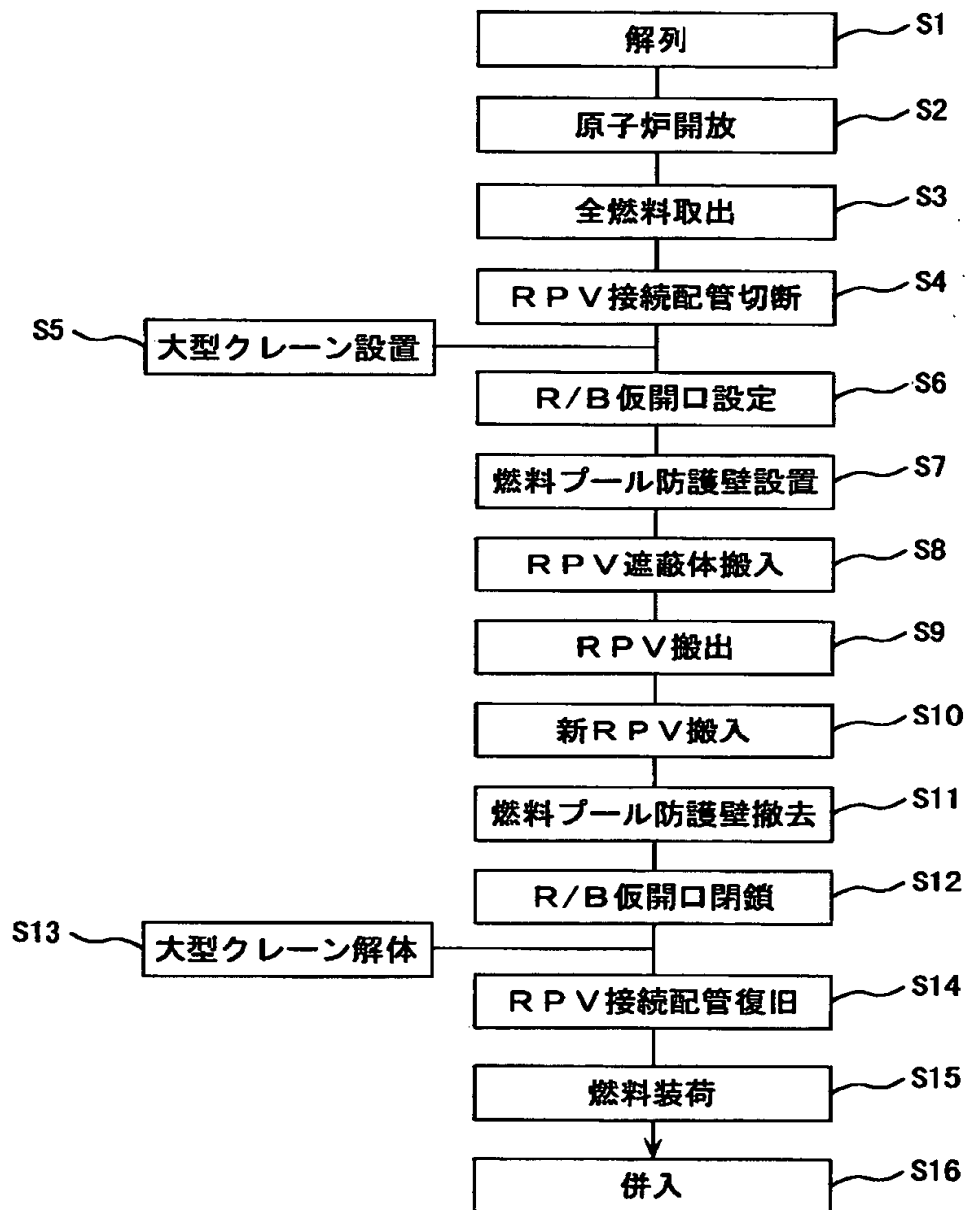 解列 S1
原子炉開放 S2
全燃料取出 S3
RPV接続配管切断 S4
S5 大型クレーン設置
R/B仮開口設定 S6
燃料プール防護壁設置 S7
RPV遮蔽体搬入 S8
RPV搬出 S9
新RPV搬入 S10
燃料プール防護壁撤去 S11
R/B仮開口閉鎖 S12
S13 大型クレーン解体
RPV接続配管復旧 S14
燃料装荷 S15
併入 S16